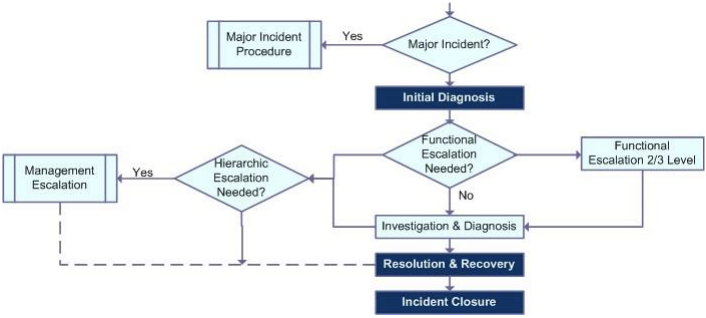 Major Incident
Procedure
Yes
Major Incident?
Initial Diagnosis
Functional
Escalation
Needed?
Functional
Escalation 2/3 Level
Hierarchic
Escalation
Needed?
Yes
Management
Escalation
No
Investigation & Diagnosis
Resolution & Recovery
Incident Closure